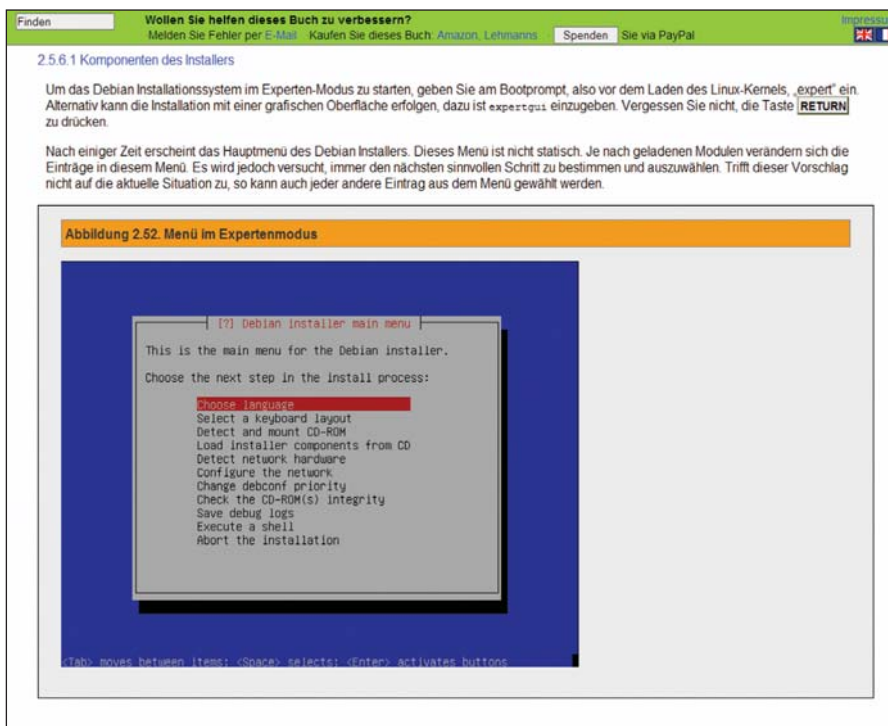 Finden
Wollen Sie helfen dieses Buch zu verbessern?
Impressu
Melden Sie Fehler per E-Mail Kaufen Sie dieses Buch: Amazon, Lehmanns Spenden Sie via PayPal
2.5.6.1 Komponenten des Installers
Um das Debian Installationssystem im Experten-Modus zu starten, geben Sie am Bootprompt, also vor dem Laden des Linux-Kernels, „expert" ein.
Alternativ kann die Installation mit einer grafischen Oberfläche erfolgen, dazu ist expertgui einzugeben. Vergessen Sie nicht, die Taste RETURN
zu drücken.
Nach einiger Zeit erscheint das Hauptmenü des Debian Installers. Dieses Menü ist nicht statisch. Je nach geladenen Modulen verändern sich die
Einträge in diesem Menü. Es wird jedoch versucht, immer den nächsten sinnvollen Schritt zu bestimmen und auszuwählen. Trifft dieser Vorschlag
nicht auf die aktuelle Situation zu, so kann auch jeder andere Eintrag aus dem Menü gewählt werden.
Abbildung 2.52. Menü im Expertenmodus
[?] Debian installer main menu
This is the main menu for the Debian installer.
Choose the next step in the install process:
Choose language
Select a keyboard layout
Detect and mount CD-ROM
Load installer components from CD
Detect network hardware
Configure the network
Change debconf priority
Check the CD-ROM(s) integrity
Save debug logs
Execute a shell
Abort the installation
<Tab> moves between items; <Space> selects; <Enter> activates buttons